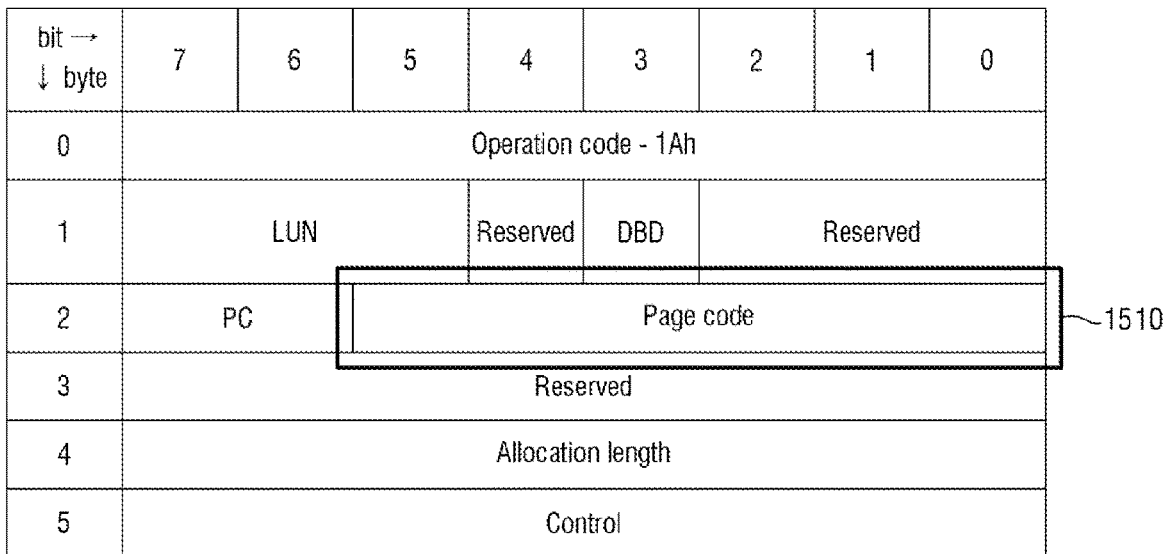 bit → 7 6 5 4 3 2 1 0
↓ byte
0 Operation code - 1Ah
1 LUN Reserved DBD Reserved
2 PC Page code 1510
3 Reserved
4 Allocation length
5 Control